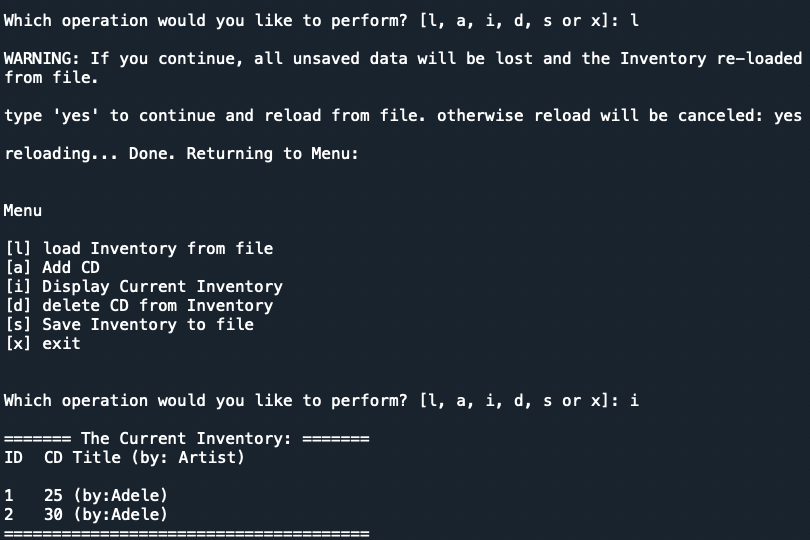 Which operation would you like to perform? [l, a, i, d, s or x]: l
WARNING: If you continue, all unsaved data will be lost and the Inventory re-loaded
from file.
type 'yes' to continue and reload from file. otherwise reload will be canceled: yes
reloading... Done. Returning to Menu:
Menu
[l] load Inventory from file
[a] Add CD
[i] Display Current Inventory
[d] delete CD from Inventory
[s] Save Inventory to file
[x] exit
Which operation would you like to perform? [l, a, i, d, s or x]: i
======= The Current Inventory: =======
ID  CD Title (by: Artist)
1   25 (by:Adele)
2   30 (by:Adele)
======================================